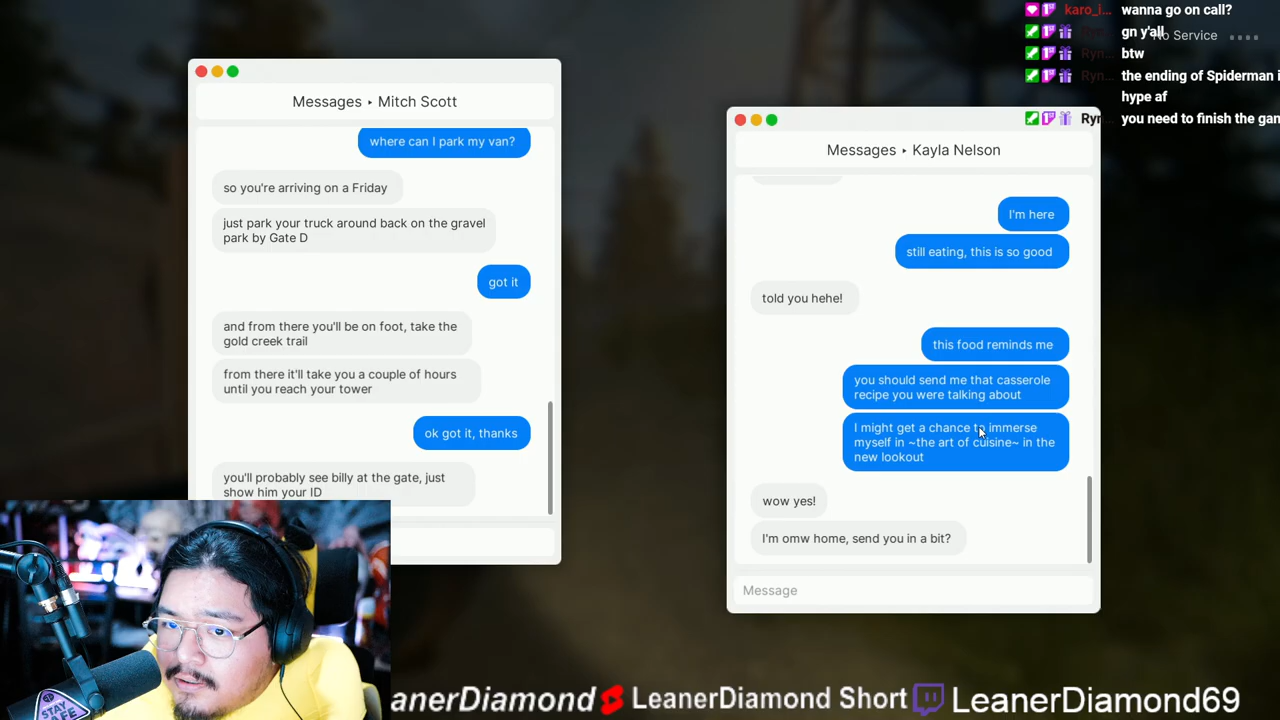 karo_i... wanna go on call?
Ryn... gn y'all
No Service
Ryn... btw
Ryn... the ending of Spiderman i
hype af
Ryn you need to finish the gam
Messages ▸ Mitch Scott
where can I park my van?
so you're arriving on a Friday
just park your truck around back on the gravel
park by Gate D
got it
and from there you'll be on foot, take the
gold creek trail
from there it'll take you a couple of hours
until you reach your tower
ok got it, thanks
you'll probably see billy at the gate, just
show him your ID
Messages ▸ Kayla Nelson
I'm here
still eating, this is so good
told you hehe!
this food reminds me
you should send me that casserole
recipe you were talking about
I might get a chance to immerse
myself in ~the art of cuisine~ in the
new lookout
wow yes!
I'm omw home, send you in a bit?
Message
STAY
anerDiamond LeanerDiamond Short LeanerDiamond69